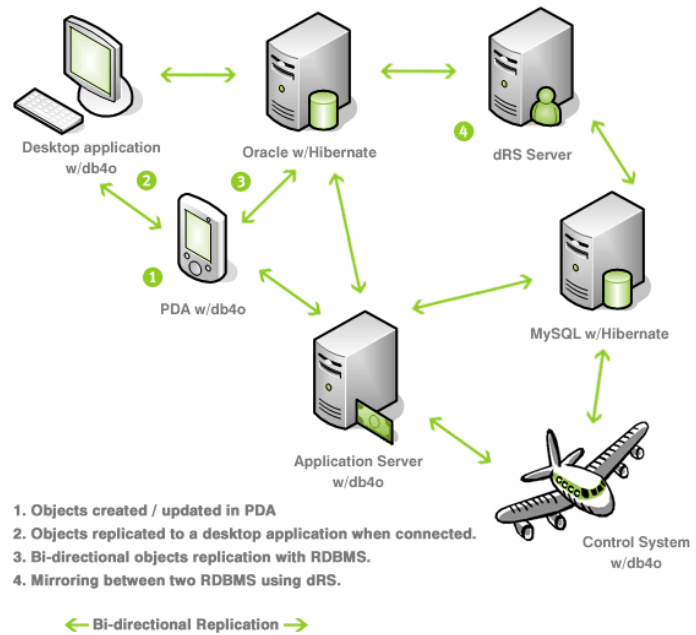 Desktop application
w/db4o
Oracle w/Hibernate
4
dRS Server
2
3
1
PDA w/db4o
MySQL w/Hibernate
Application Server
w/db4o
Control System
w/db4o
1. Objects created / updated in PDA
2. Objects replicated to a desktop application when connected.
3. Bi-directional objects replication with RDBMS.
4. Mirroring between two RDBMS using dRS.
Bi-directional Replication